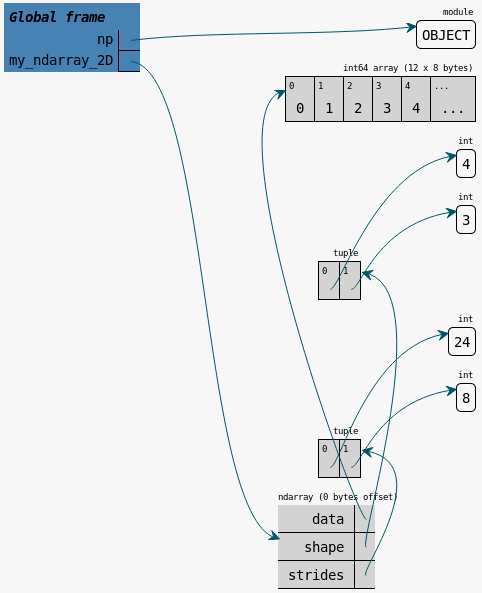 Global frame
np
my_ndarray_2D
module
OBJECT
int64 array (12 x 8 bytes)
0 1 2 3 4 ...
0 1 2 3 4 ...
int
4
int
3
tuple
0 1
int
24
int
8
tuple
0 1
ndarray (0 bytes offset)
data
shape
strides